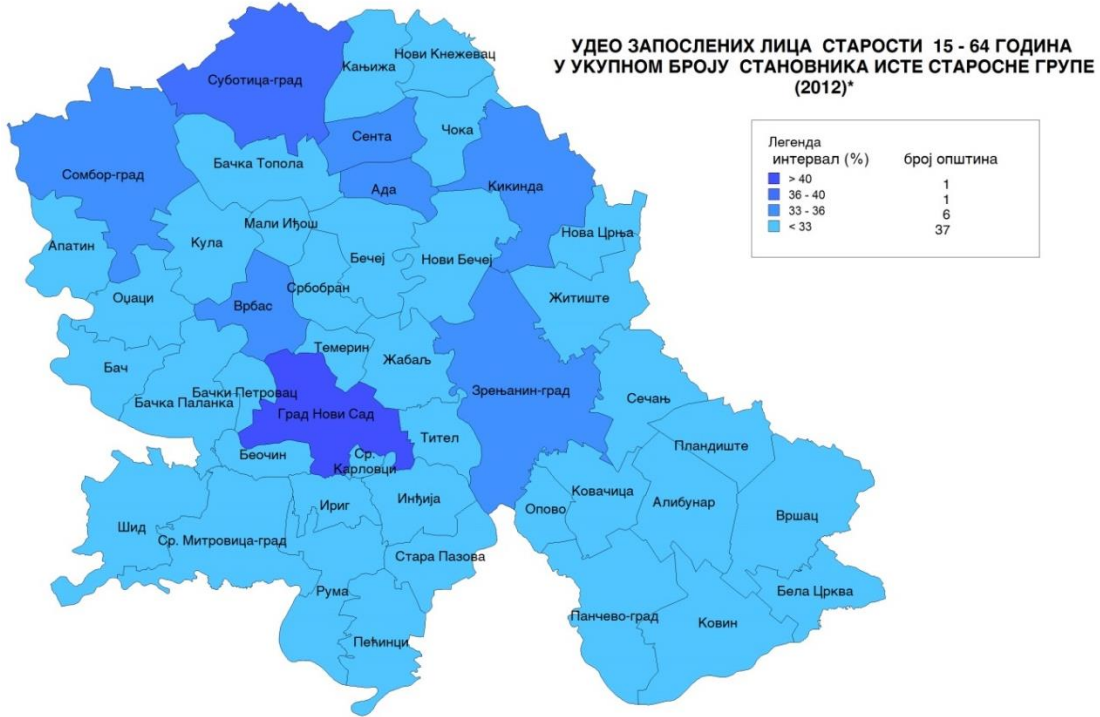 УДЕО ЗАПОСЛЕНИХ ЛИЦА СТАРОСТИ 15 - 64 ГОДИНА
У УКУПНОМ БРОЈУ СТАНОВНИКА ИСТЕ СТАРОСНЕ ГРУПЕ
(2012)*
Легенда
интервал (%) број општина
> 40 1
36 - 40 1
33 - 36 6
< 33 37
Суботица-град
Кањижа
Нови Кнежевац
Сента
Чока
Сомбор-град
Бачка Топола
Ада
Кикинда
Апатин
Кула
Мали Иђош
Бечеј
Нови Бечеј
Нова Црња
Оџаци
Врбас
Србобран
Житиште
Темерин
Жабаљ
Бач
Бачки Петровац
Бачка Паланка
Зрењанин-град
Сечањ
Град Нови Сад
Тител
Пландиште
Беочин
Ср.
Карловци
Ириг
Инђија
Опово
Ковачица
Алибунар
Вршац
Шид
Ср. Митровица-град
Стара Пазова
Рума
Пећинци
Панчево-град
Ковин
Бела Црква